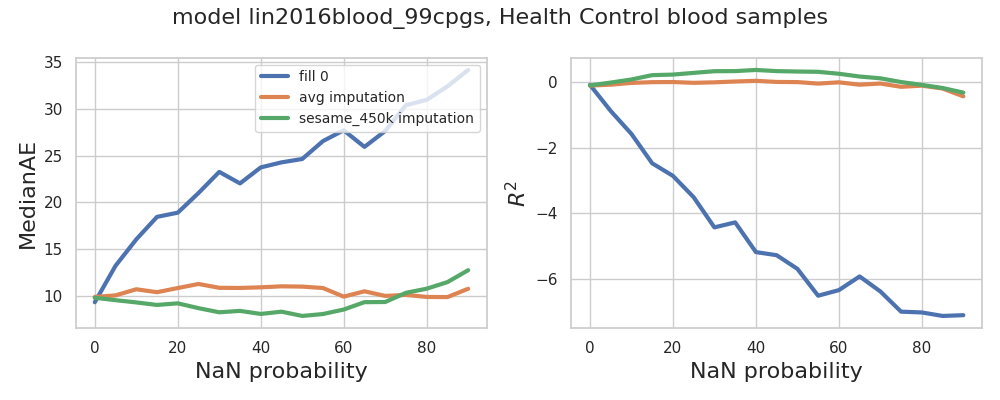 model lin2016blood_99cpgs, Health Control blood samples
MedianAE
35
30
25
20
15
10
0
20
40
60
80
NaN probability
fill 0
avg imputation
sesame_450k imputation
R²
0
−2
−4
−6
0
20
40
60
80
NaN probability